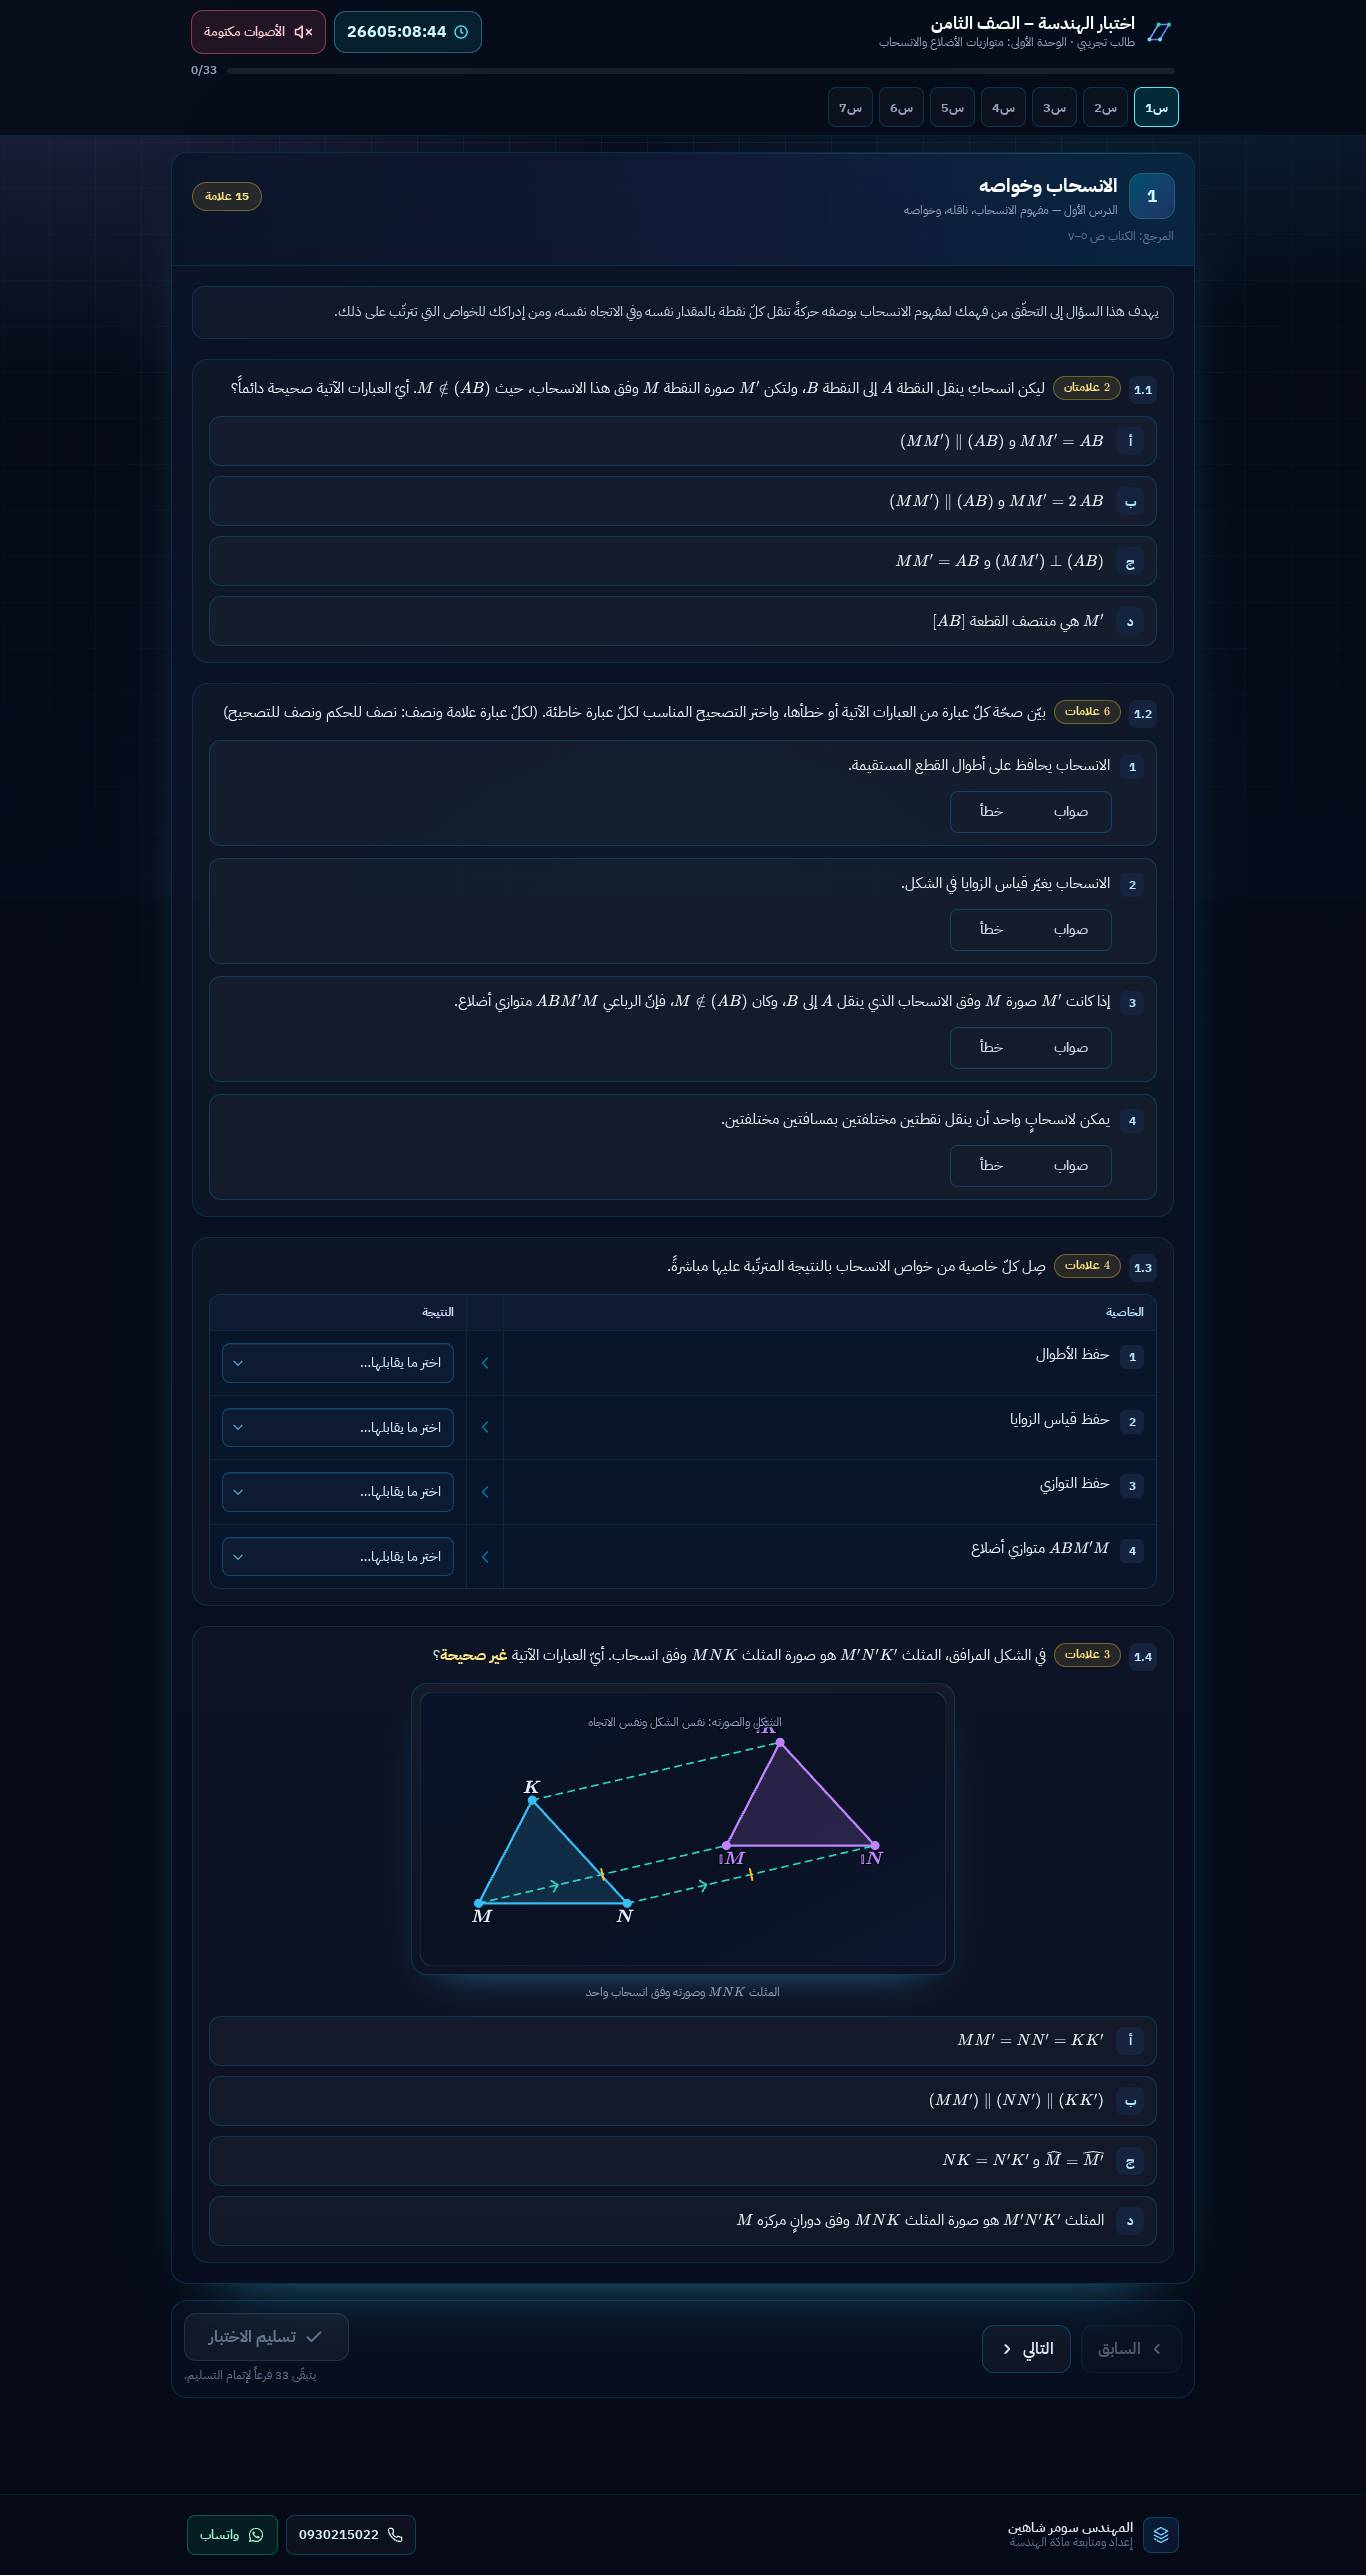 اختبار الهندسة – الصف الثامن
طالب تجريبي · الوحدة الأولى: متوازيات الأضلاع والانسحاب
26605:08:44
الأصوات مكتومة
0/33
س1 س2 س3 س4 س5 س6 س7
1
الانسحاب وخواصه
الدرس الأول — مفهوم الانسحاب، ناقله، وخواصه
المرجع: الكتاب ص ٥–٧
15 علامة
يهدف هذا السؤال إلى التحقّق من فهمك لمفهوم الانسحاب بوصفه حركةً تنقل كلّ نقطة بالمقدار نفسه وفي الاتجاه نفسه، ومن إدراكك للخواص التي تترتّب على ذلك.
1.1 2 علامتان ليكن انسحابٌ ينقل النقطة A إلى النقطة B، ولتكن M′ صورة النقطة M وفق هذا الانسحاب، حيث M ∉ (AB). أيّ العبارات الآتية صحيحة دائماً؟
أ MM′ = AB و (MM′) ∥ (AB)
ب MM′ = 2 AB و (MM′) ∥ (AB)
ج (MM′) ⊥ (AB) و MM′ = AB
د M′ هي منتصف القطعة [AB]
1.2 6 علامات بيّن صحّة كلّ عبارة من العبارات الآتية أو خطأها، واختر التصحيح المناسب لكلّ عبارة خاطئة. (لكلّ عبارة علامة ونصف: نصف للحكم ونصف للتصحيح)
1 الانسحاب يحافظ على أطوال القطع المستقيمة.
صواب خطأ
2 الانسحاب يغيّر قياس الزوايا في الشكل.
صواب خطأ
3 إذا كانت M′ صورة M وفق الانسحاب الذي ينقل A إلى B، وكان M ∉ (AB)، فإنّ الرباعي ABM′M متوازي أضلاع.
صواب خطأ
4 يمكن لانسحابٍ واحد أن ينقل نقطتين مختلفتين بمسافتين مختلفتين.
صواب خطأ
1.3 4 علامات صِل كلّ خاصية من خواص الانسحاب بالنتيجة المترتّبة عليها مباشرةً.
الخاصية النتيجة
1 حفظ الأطوال اختر ما يقابلها...
2 حفظ قياس الزوايا اختر ما يقابلها...
3 حفظ التوازي اختر ما يقابلها...
4 ABM′M متوازي أضلاع اختر ما يقابلها...
1.4 3 علامات في الشكل المرافق، المثلث M′N′K′ هو صورة المثلث MNK وفق انسحاب. أيّ العبارات الآتية غير صحيحة؟
الشكل والصورته: نفس الشكل ونفس الاتجاه
K
K
M
N
M
N
المثلث MNK وصورته وفق انسحاب واحد
أ MM′ = NN′ = KK′
ب (MM′) ∥ (NN′) ∥ (KK′)
ج M̂ = M̂′ و NK = N′K′
د المثلث M′N′K′ هو صورة المثلث MNK وفق دورانٍ مركزه M
السابق
التالي
تسليم الاختبار
يتبقّى 33 فرعاً لإتمام التسليم.
المهندس سومر شاهين
إعداد ومتابعة مادّة الهندسة
0930215022
واتساب